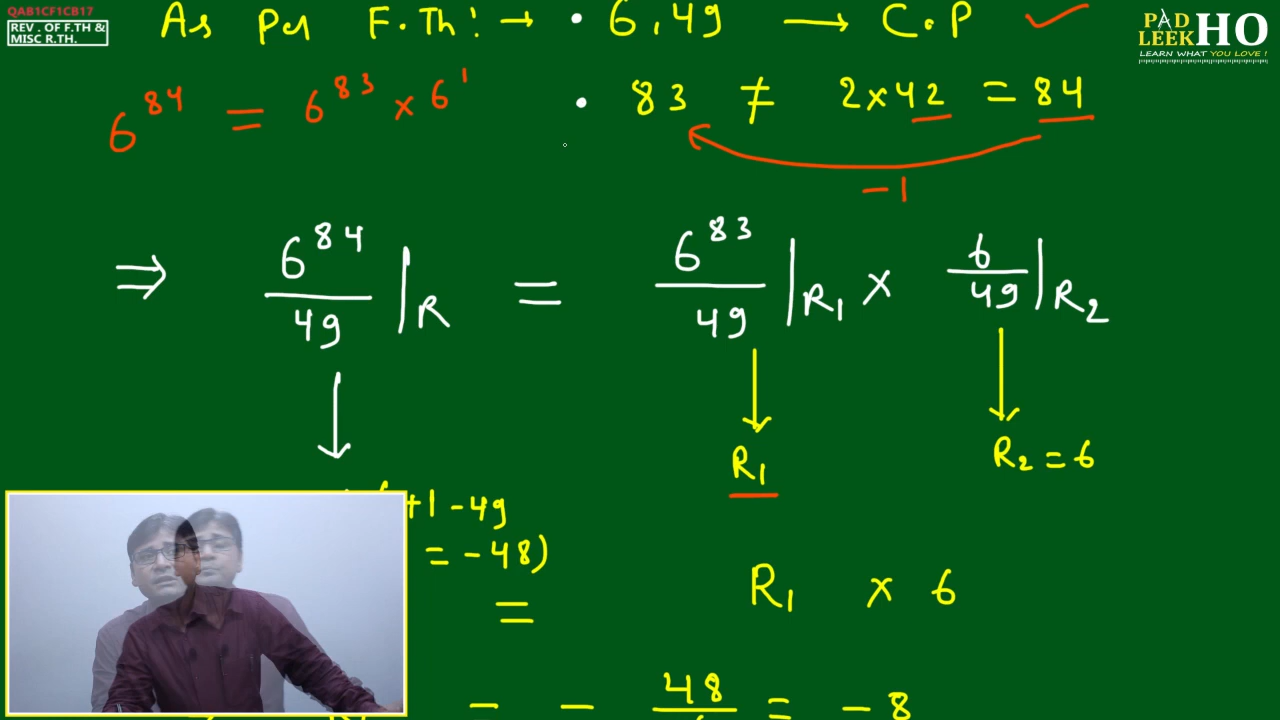 QAB1CF1CB17
REV. OF F.TH &
MISC R.TH.
PAD
LEEK HO
LEARN WHAT YOU LOVE !
As Per F.Th: → • 6, 49 → C.P ✓
6^84 = 6^83 x 6^1
• 83 ≠ 2x42 = 84
-1
⇒ 6^84/49 |R = 6^83/49 |R1 x 6/49 |R2
R1
R2 = 6
+1 -49
= -48)
= R1 x 6
- - 48 = -8